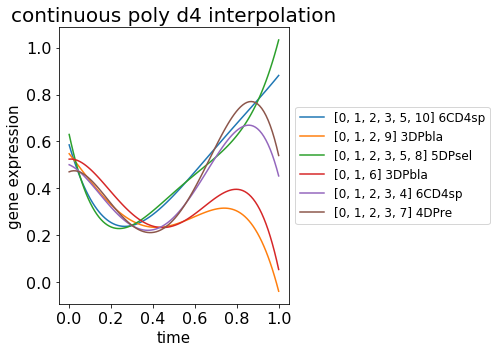 continuous poly d4 interpolation
gene expression
1.0
0.8
0.6
0.4
0.2
0.0
0.0 0.2 0.4 0.6 0.8 1.0
time
[0, 1, 2, 3, 5, 10] 6CD4sp
[0, 1, 2, 9] 3DPbla
[0, 1, 2, 3, 5, 8] 5DPsel
[0, 1, 6] 3DPbla
[0, 1, 2, 3, 4] 6CD4sp
[0, 1, 2, 3, 7] 4DPre